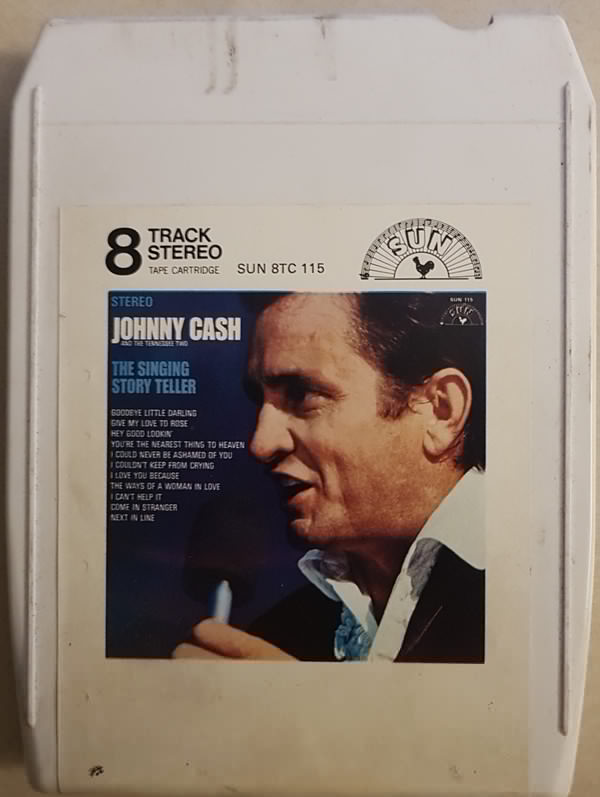 8 TRACK
STEREO
TAPE CARTRIDGE
SUN 8TC 115
SUN
STEREO
SUN 115
SUN
JOHNNY CASH
AND THE TENNESSEE TWO
THE SINGING
STORY TELLER
GOODBYE LITTLE DARLING
GIVE MY LOVE TO ROSE
HEY GOOD LOOKIN'
YOU'RE THE NEAREST THING TO HEAVEN
I COULD NEVER BE ASHAMED OF YOU
I COULDN'T KEEP FROM CRYING
I LOVE YOU BECAUSE
THE WAYS OF A WOMAN IN LOVE
I CAN'T HELP IT
COME IN STRANGER
NEXT IN LINE